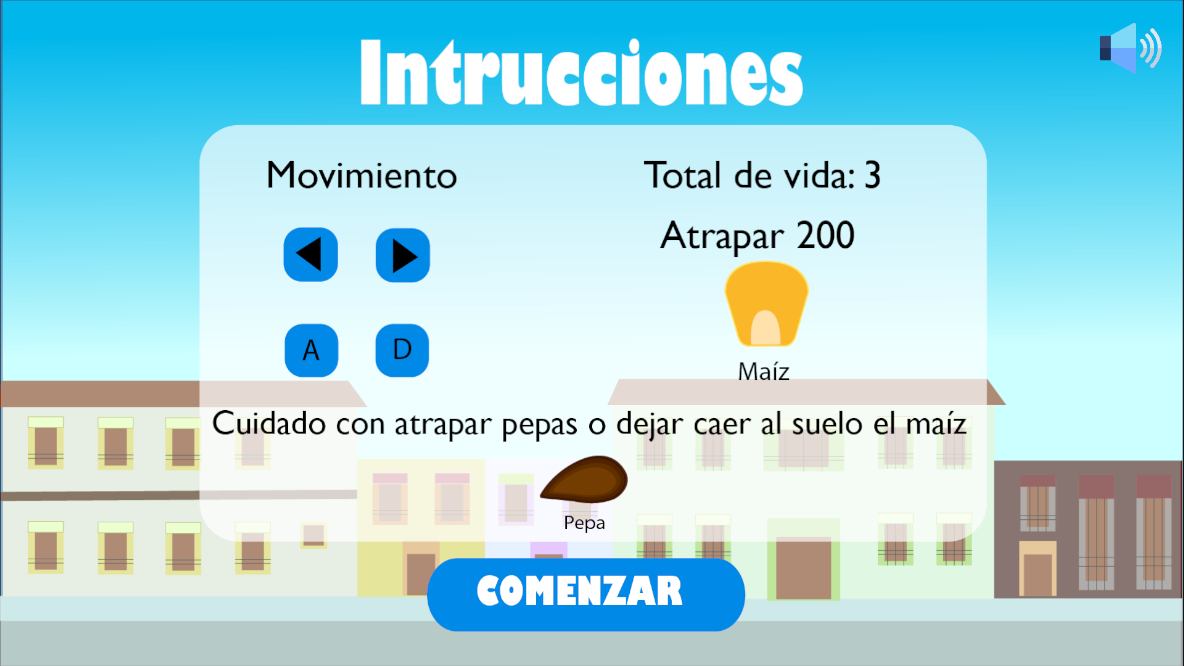 Intrucciones
Movimiento
Total de vida: 3
Atrapar 200
A D
Maíz
Cuidado con atrapar pepas o dejar caer al suelo el maíz
Pepa
COMENZAR